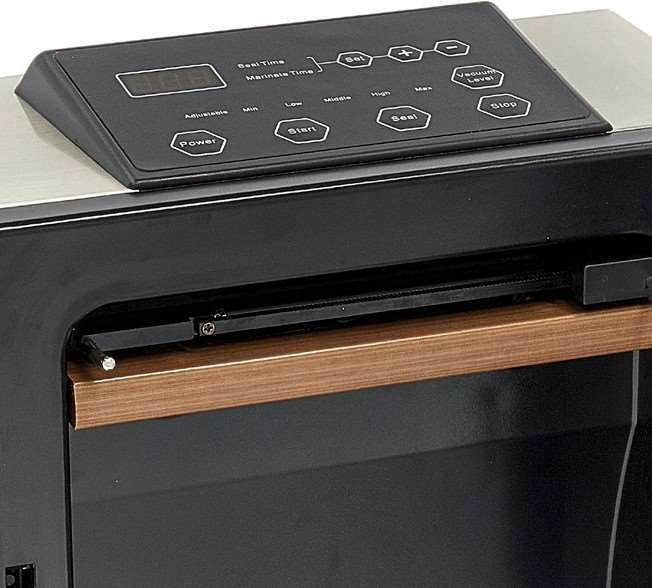 Seal Time
Marinate Time
Set
+
-
Vacuum Level
Adjustable Min Low Middle High Max
Power
Start
Seal
Stop